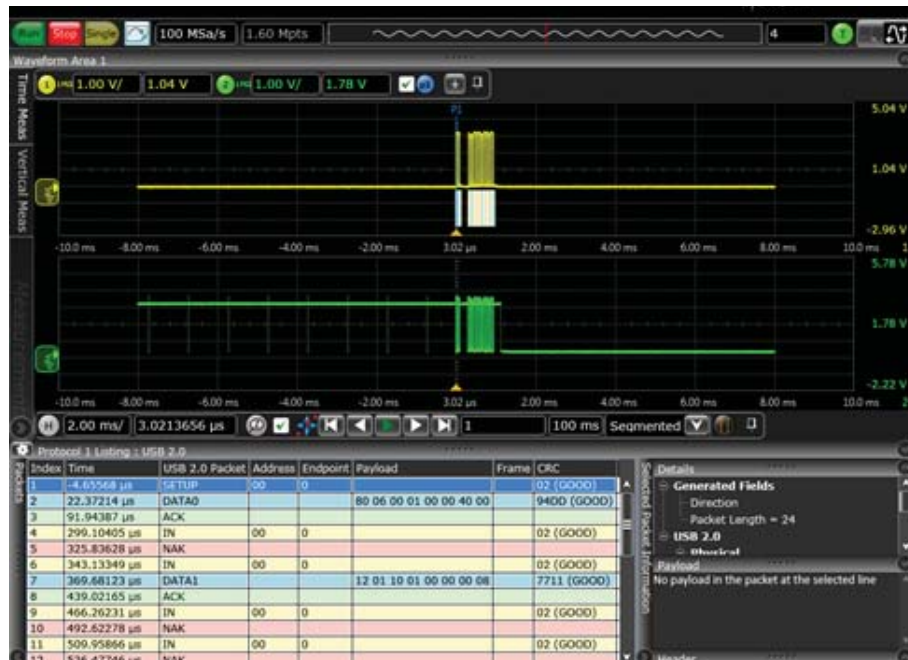 Run Stop Single 100 MSa/s 1.60 Mpts 4 T
Waveform Area 1
1 1.00 V/ 1.04 V 2 1.00 V/ 1.78 V
Time Meas
Vertical Meas
Measurements
P1
5.04 V
1.04 V
-2.96 V
-10.0 ms -8.00 ms -6.00 ms -4.00 ms -2.00 ms 3.02 µs 2.00 ms 4.00 ms 6.00 ms 8.00 ms 10.0 ms 1
5.78 V
1.78 V
-2.22 V
-10.0 ms -8.00 ms -6.00 ms -4.00 ms -2.00 ms 3.02 µs 2.00 ms 4.00 ms 6.00 ms 8.00 ms 10.0 ms 2
H 2.00 ms/ 3.0213656 µs 1 100 ms Segmented
Protocol 1 Listing : USB 2.0
Packets
Index Time USB 2.0 Packet Address Endpoint Payload Frame CRC
1 -4.65568 µs SETUP 00 0 02 (GOOD)
2 22.37214 µs DATA0 80 06 00 01 00 00 40 00 94DD (GOOD)
3 91.94387 µs ACK
4 299.10405 µs IN 00 0 02 (GOOD)
5 325.83628 µs NAK
6 343.13349 µs IN 00 0 02 (GOOD)
7 369.68123 µs DATA1 12 01 10 01 00 00 00 08 7711 (GOOD)
8 439.02165 µs ACK
9 466.26231 µs IN 00 0 02 (GOOD)
10 492.62278 µs NAK
11 509.95866 µs IN 00 0 02 (GOOD)
12 526.47746 µs NAK
Selected Packet Information
Details
Generated Fields
Direction
Packet Length = 24
USB 2.0
Physical
Payload
No payload in the packet at the selected line
Header